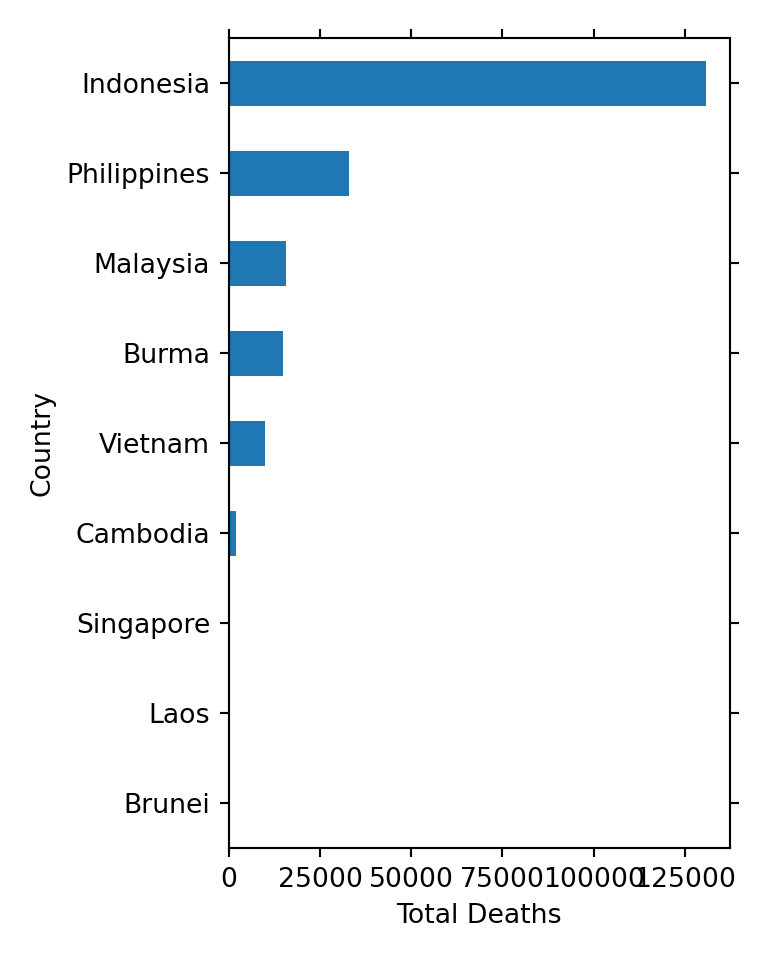 Indonesia
Philippines
Malaysia
Burma
Vietnam
Cambodia
Singapore
Laos
Brunei
Country
0 25000 50000 75000 100000 125000
Total Deaths